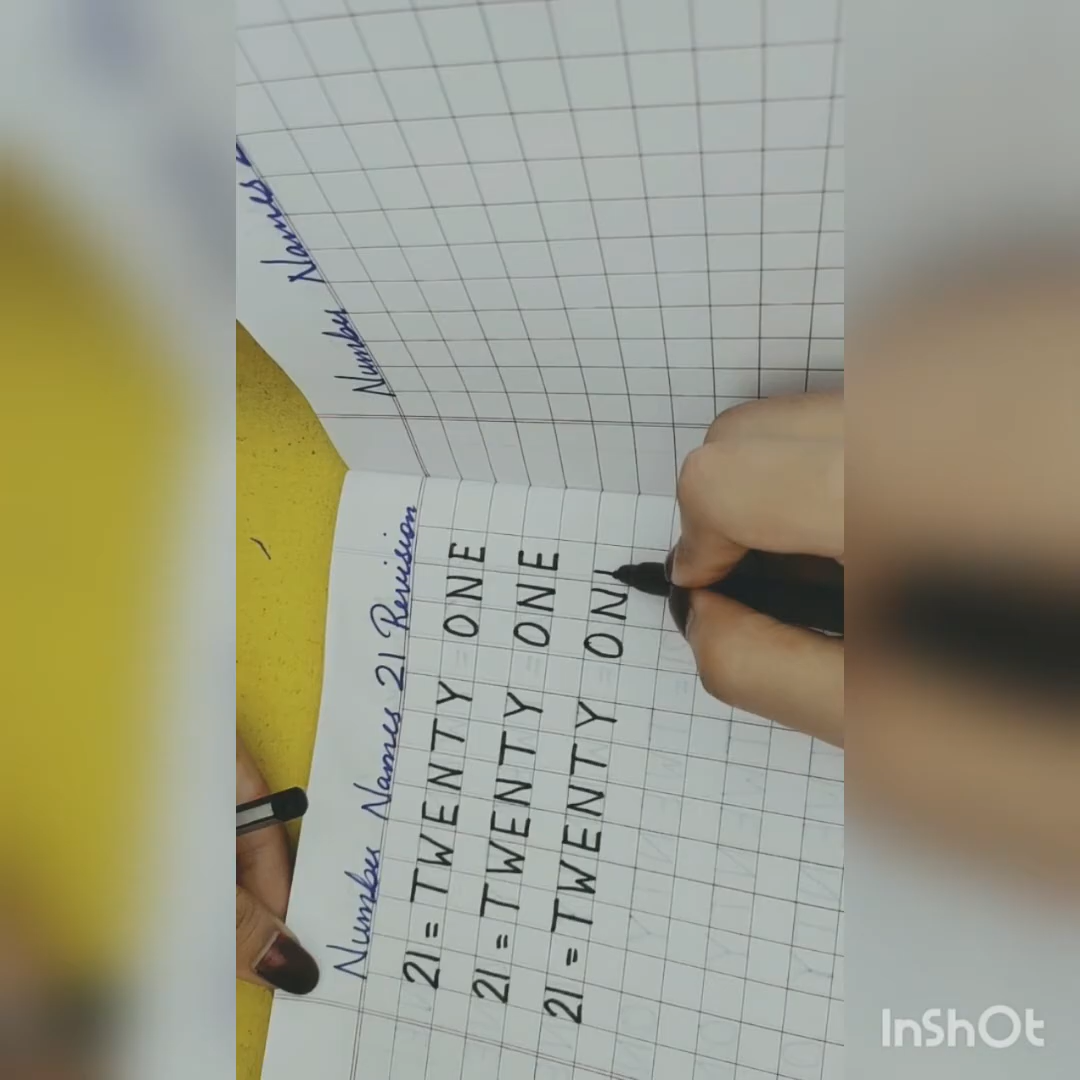 Number Names
Number Names 21 Revision
21 = TWENTY ONE
21 = TWENTY ONE
21 = TWENTY ON
InShOt